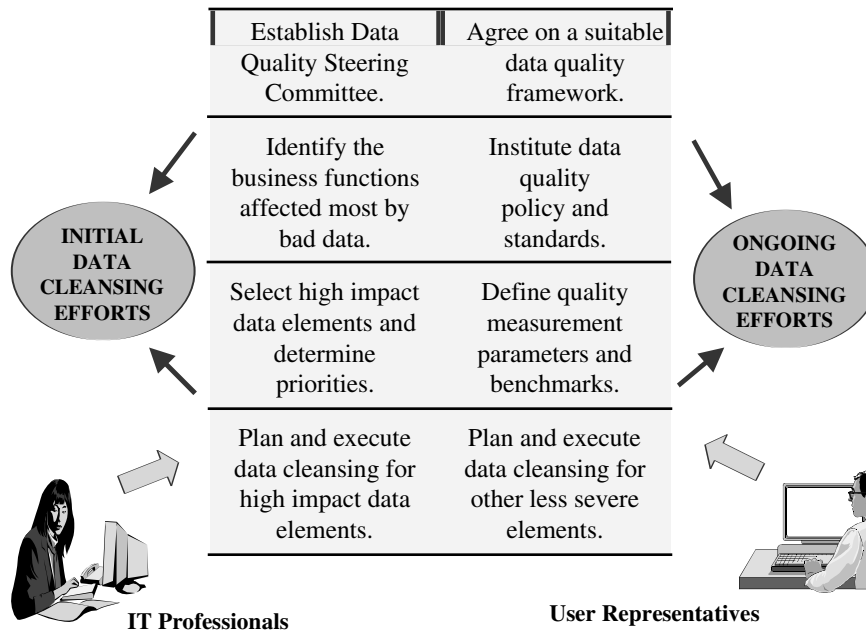 Establish Data
Quality Steering
Committee.
Agree on a suitable
data quality
framework.
Identify the
business functions
affected most by
bad data.
Institute data
quality
policy and
standards.
INITIAL
DATA
CLEANSING
EFFORTS
ONGOING
DATA
CLEANSING
EFFORTS
Select high impact
data elements and
determine
priorities.
Define quality
measurement
parameters and
benchmarks.
Plan and execute
data cleansing for
high impact data
elements.
Plan and execute
data cleansing for
other less severe
elements.
IT Professionals
User Representatives